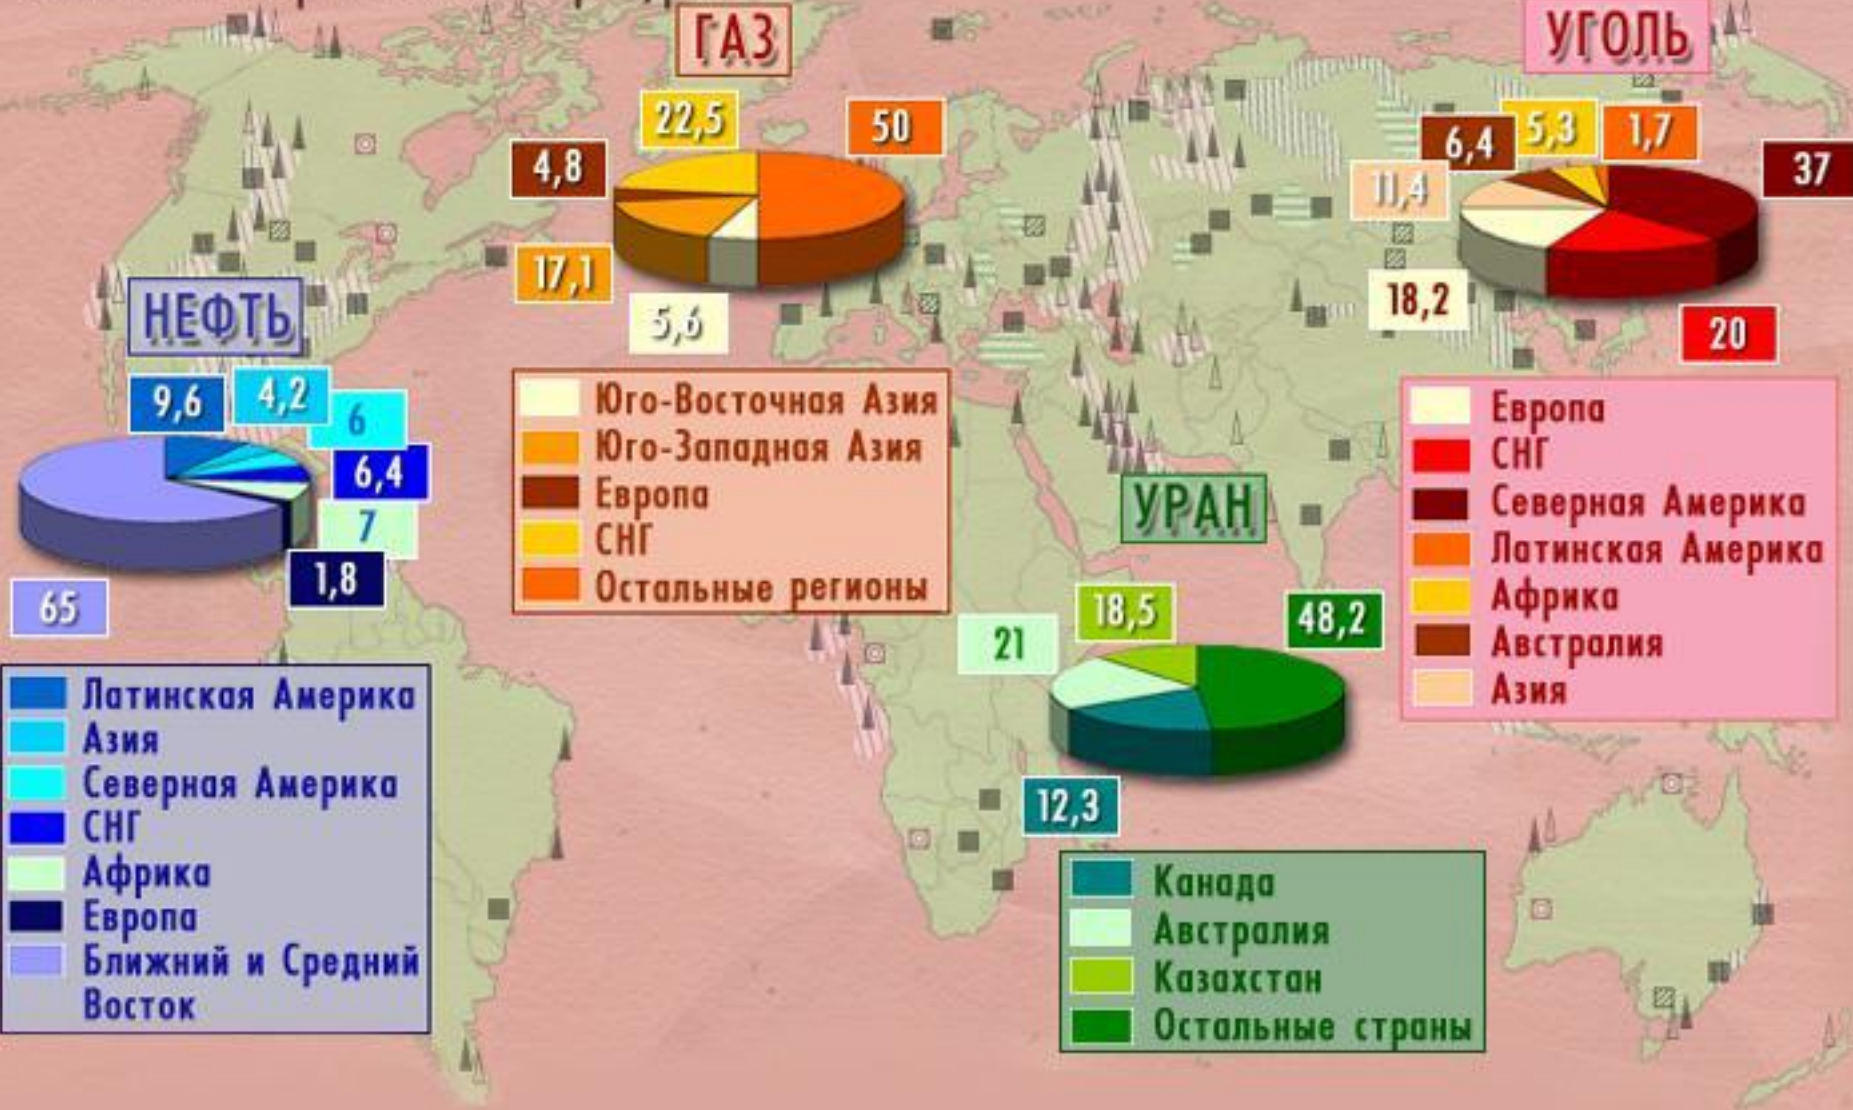 ГАЗ
УГОЛЬ
22,5
50
4,8
17,1
5,6
6,4
5,3
1,7
37
11,4
18,2
20
НЕФТЬ
9,6
4,2
6
6,4
7
1,8
65
Юго-Восточная Азия
Юго-Западная Азия
Европа
СНГ
Остальные регионы
Европа
СНГ
Северная Америка
Латинская Америка
Африка
Австралия
Азия
УРАН
18,5
48,2
21
12,3
Латинская Америка
Азия
Северная Америка
СНГ
Африка
Европа
Ближний и Средний
Восток
Канада
Австралия
Казахстан
Остальные страны